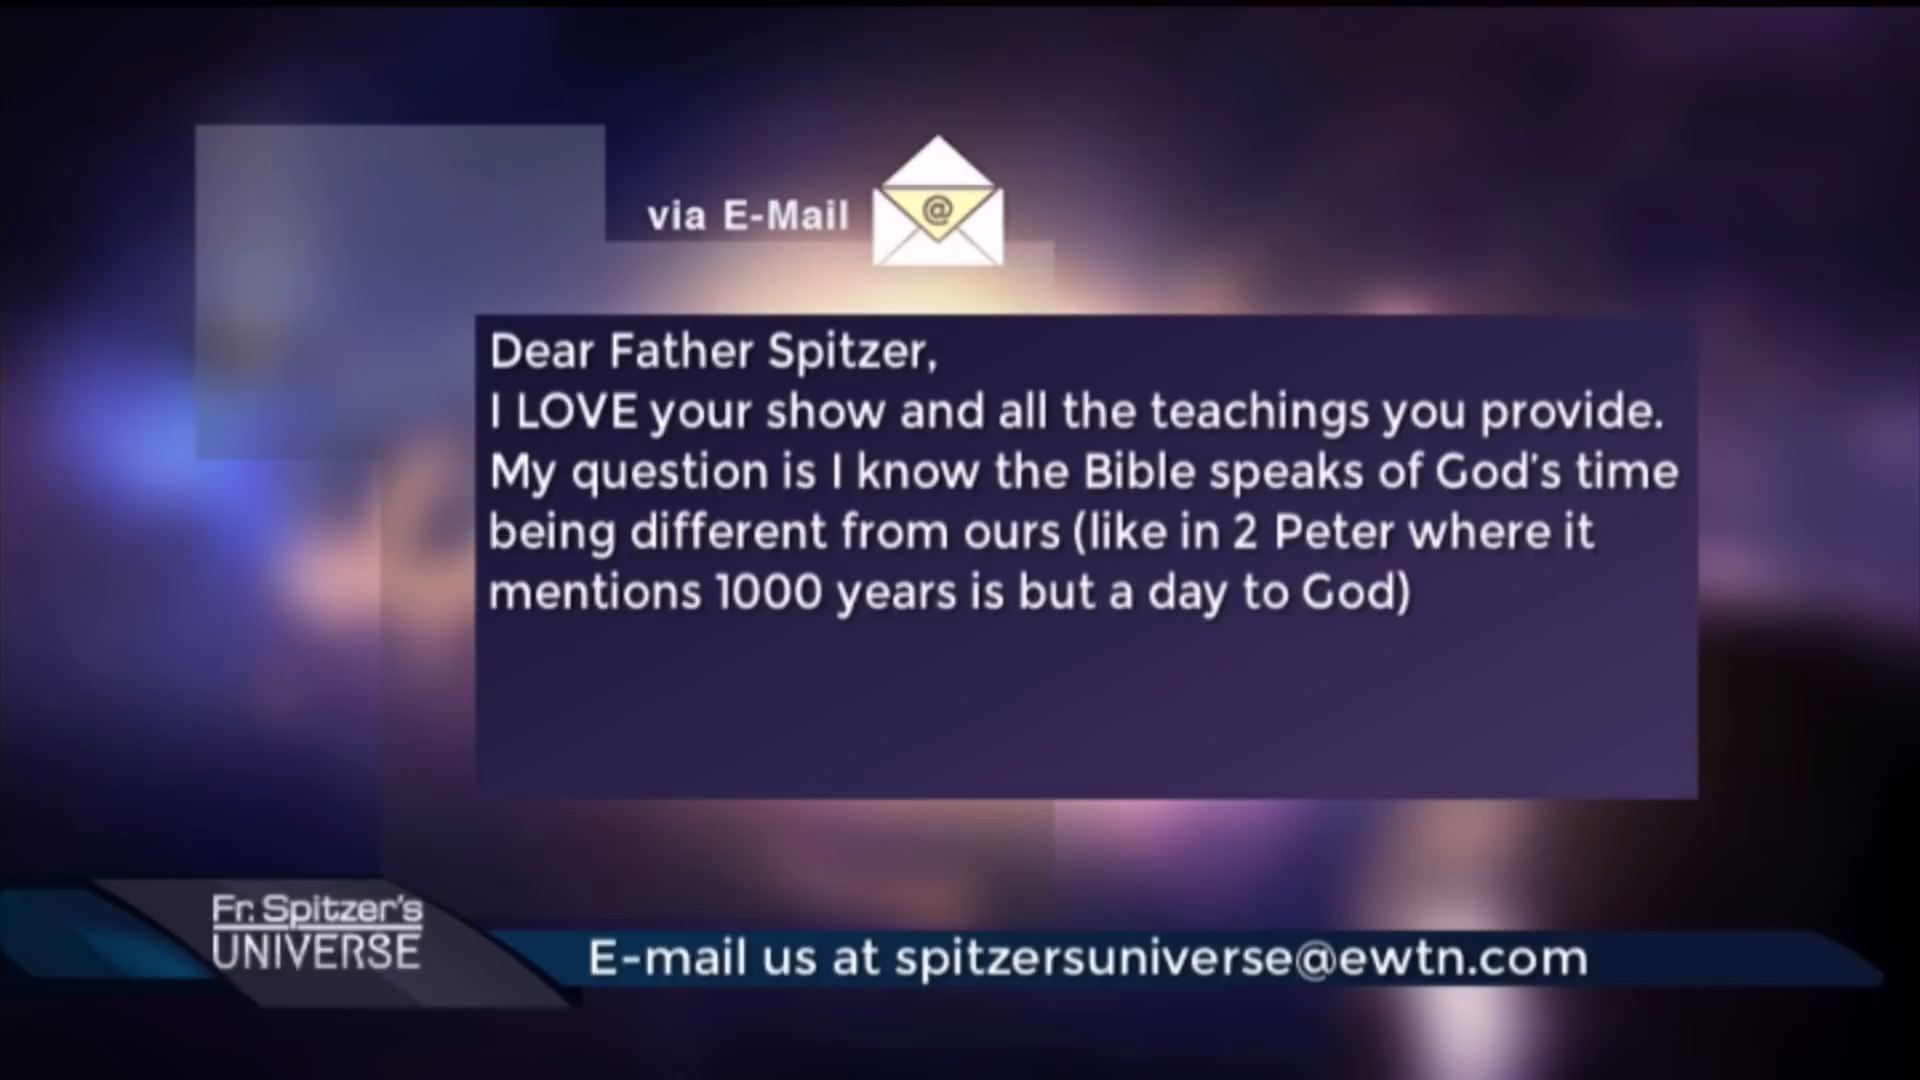 via E-Mail
@
Dear Father Spitzer,
I LOVE your show and all the teachings you provide.
My question is I know the Bible speaks of God's time
being different from ours (like in 2 Peter where it
mentions 1000 years is but a day to God)
Fr. Spitzer's
UNIVERSE
E-mail us at spitzersuniverse@ewtn.com